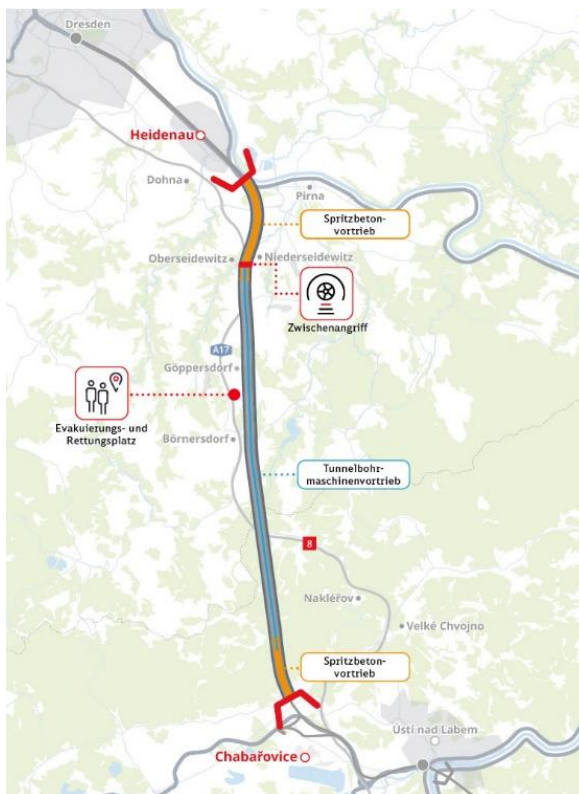 Dresden
Heidenau
Dohna
Pirna
Spritzbeton-
vortrieb
Oberseidewitz
Niederseidewitz
Zwischenangriff
A17
Göppersdorf
Evakuierungs- und
Rettungsplatz
Börnersdorf
Tunnelbohr-
maschinenvortrieb
8
Nakléřov
Velké Chvojno
Spritzbeton-
vortrieb
Ústí nad Labem
Chabařovice